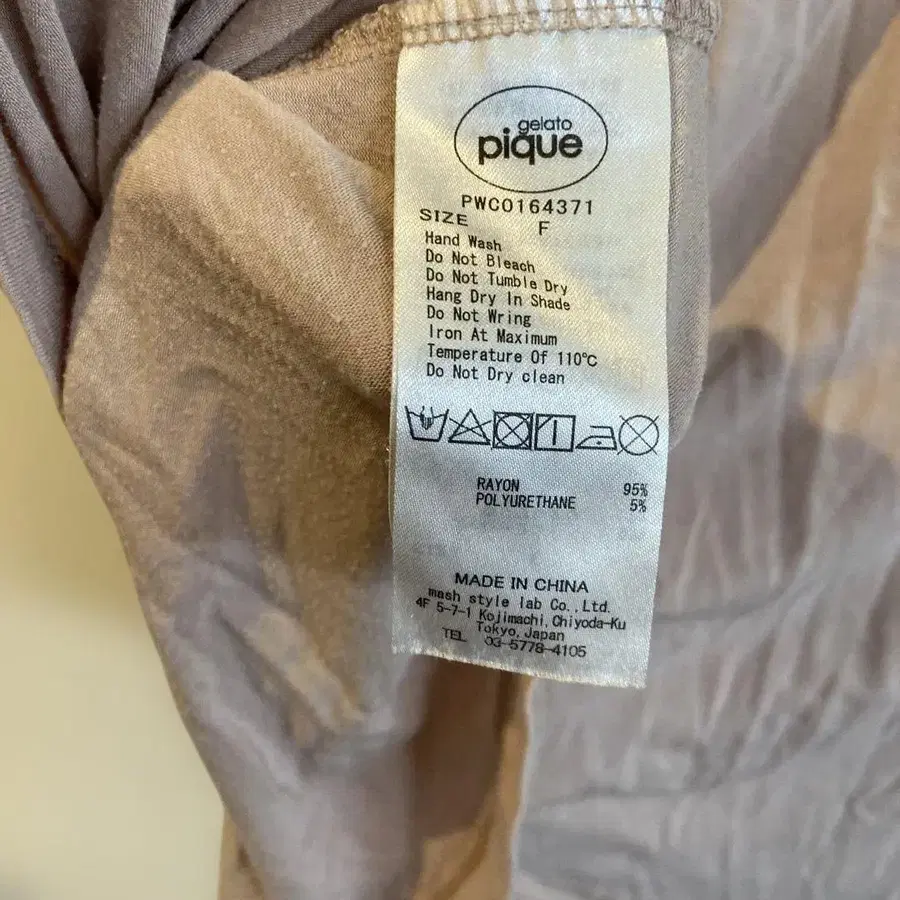 gelato
pique
PWCO164371
SIZE F
Hand Wash
Do Not Bleach
Do Not Tumble Dry
Hang Dry In Shade
Do Not Wring
Iron At Maximum
Temperature Of 110℃
Do Not Dry clean
RAYON 95%
POLYURETHANE 5%
MADE IN CHINA
mash style lab Co.,Ltd.
4F 5-7-1 Kojimachi,Chiyoda-Ku
Tokyo,Japan
TEL 03-5778-4105